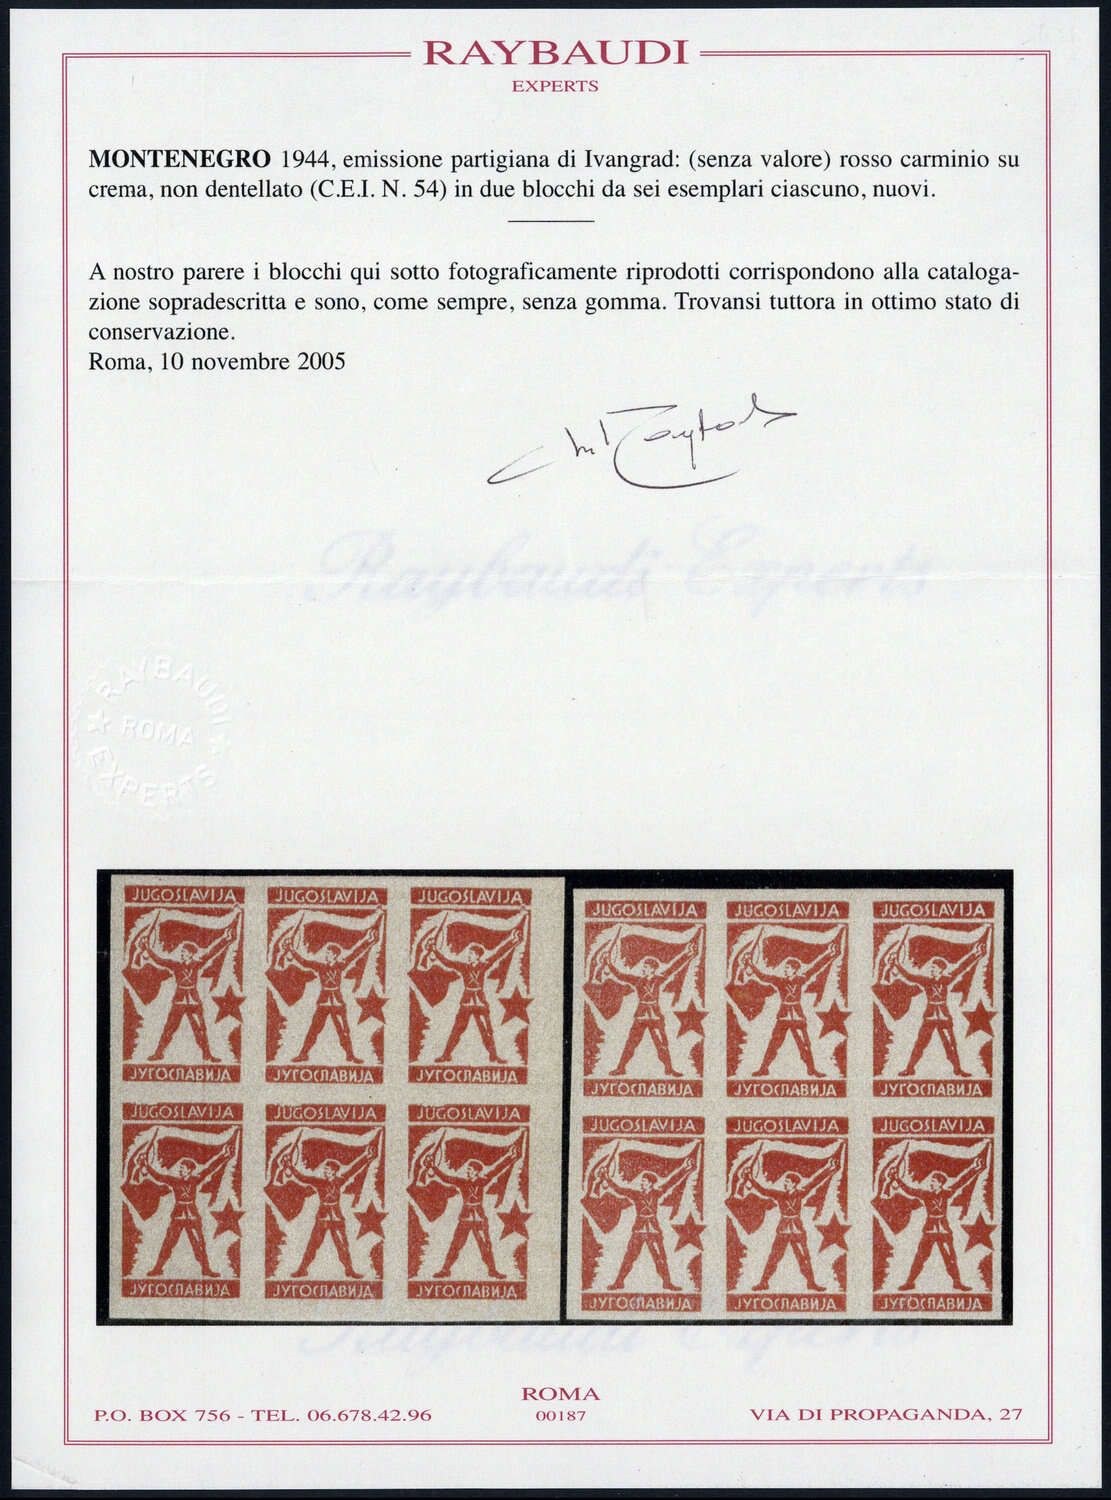 RAYBAUDI
EXPERTS
MONTENEGRO 1944, emissione partigiana di Ivangrad: (senza valore) rosso carminio su
crema, non dentellato (C.E.I. N. 54) in due blocchi da sei esemplari ciascuno, nuovi.
A nostro parere i blocchi qui sotto fotograficamente riprodotti corrispondono alla cataloga-
zione sopradescritta e sono, come sempre, senza gomma. Trovansi tuttora in ottimo stato di
conservazione.
Roma, 10 novembre 2005
Raybaudi Experts
RAYBAUDI
ROMA
EXPERTS
JUGOSLAVIJA JUGOSLAVIJA JUGOSLAVIJA
ЈУГОСЛАВИЈА ЈУГОСЛАВИЈА ЈУГОСЛАВИЈА
JUGOSLAVIJA JUGOSLAVIJA JUGOSLAVIJA
ЈУГОСЛАВИЈА ЈУГОСЛАВИЈА ЈУГОСЛАВИЈА
JUGOSLAVIJA JUGOSLAVIJA JUGOSLAVIJA
ЈУГОСЛАВИЈА ЈУГОСЛАВИЈА ЈУГОСЛАВИЈА
JUGOSLAVIJA JUGOSLAVIJA JUGOSLAVIJA
ЈУГОСЛАВИЈА ЈУГОСЛАВИЈА ЈУГОСЛАВИЈА
Raybaudi Experts
ROMA
P.O. BOX 756 - TEL. 06.678.42.96
00187
VIA DI PROPAGANDA, 27